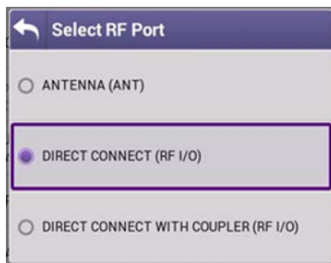 Select RF Port
ANTENNA (ANT)
DIRECT CONNECT (RF I/O)
DIRECT CONNECT WITH COUPLER (RF I/O)